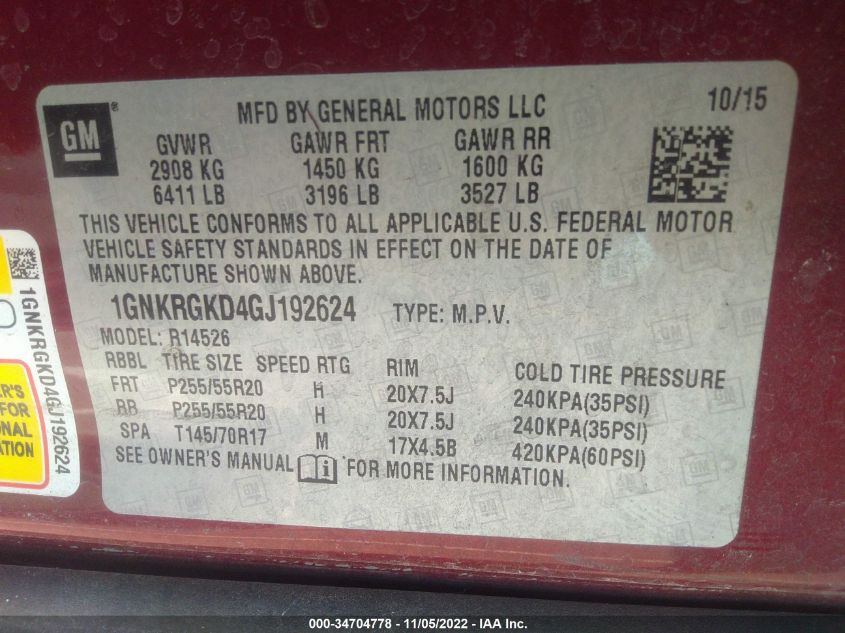 GM ®
MFD BY GENERAL MOTORS LLC
10/15
GVWR GAWR FRT GAWR RR
2908 KG 1450 KG 1600 KG
6411 LB 3196 LB 3527 LB
THIS VEHICLE CONFORMS TO ALL APPLICABLE U.S. FEDERAL MOTOR
VEHICLE SAFETY STANDARDS IN EFFECT ON THE DATE OF
MANUFACTURE SHOWN ABOVE.
1GNKRGKD4GJ192624 TYPE: M.P.V.
MODEL: R14526
RBBL TIRE SIZE SPEED RTG RIM COLD TIRE PRESSURE
FRT P255/55R20 H 20X7.5J 240KPA(35PSI)
RR P255/55R20 H 20X7.5J 240KPA(35PSI)
SPA T145/70R17 M 17X4.5B 420KPA(60PSI)
SEE OWNER'S MANUAL FOR MORE INFORMATION.
1GNKRGKD4GJ192624
ER'S
FOR
ONAL
TION
000-34704778 - 11/05/2022 - IAA Inc.